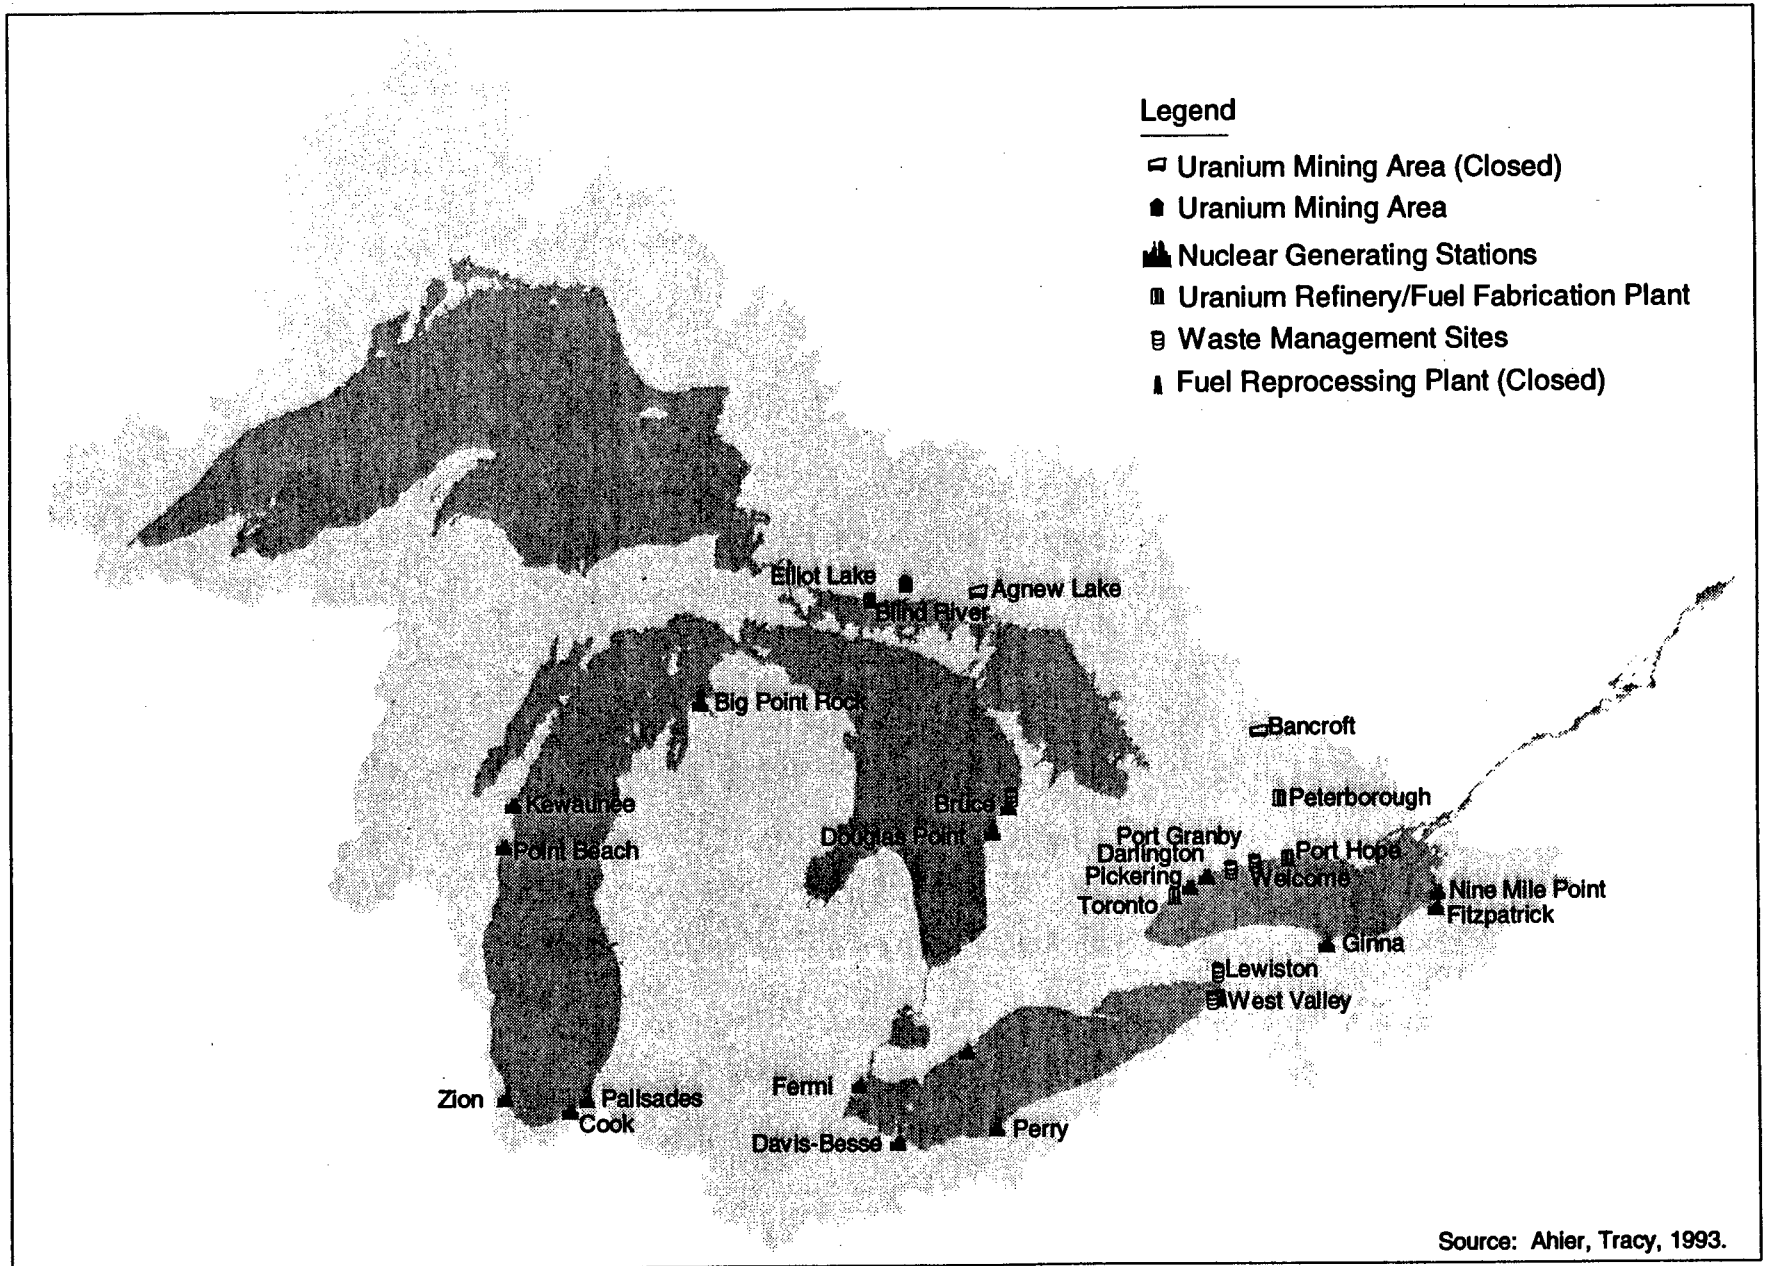 Legend
Uranium Mining Area (Closed)
Uranium Mining Area
Nuclear Generating Stations
Uranium Refinery/Fuel Fabrication Plant
Waste Management Sites
Fuel Reprocessing Plant (Closed)
Elliot Lake
Agnew Lake
Blind River
Big Point Rock
Bancroft
Kewaunee
Bruce
Peterborough
Douglas Point
Port Granby
Point Beach
Darlington
Port Hope
Pickering
Welcome
Toronto
Nine Mile Point
Fitzpatrick
Ginna
Lewiston
West Valley
Fermi
Zion
Palisades
Cook
Perry
Davis-Besse
Source: Ahier, Tracy, 1993.